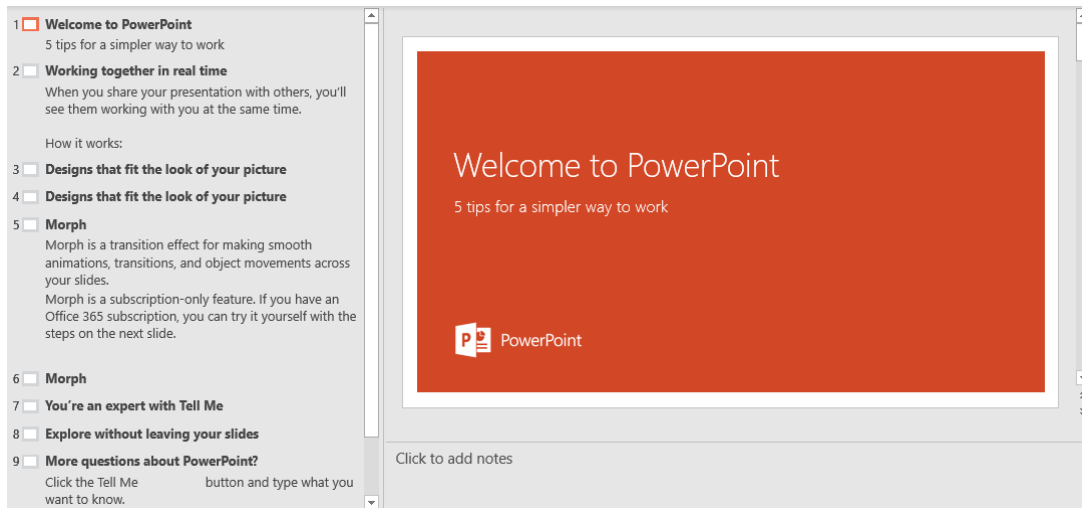 1 Welcome to PowerPoint
5 tips for a simpler way to work
2 Working together in real time
When you share your presentation with others, you'll
see them working with you at the same time.
How it works:
3 Designs that fit the look of your picture
4 Designs that fit the look of your picture
5 Morph
Morph is a transition effect for making smooth
animations, transitions, and object movements across
your slides.
Morph is a subscription-only feature. If you have an
Office 365 subscription, you can try it yourself with the
steps on the next slide.
6 Morph
7 You're an expert with Tell Me
8 Explore without leaving your slides
9 More questions about PowerPoint?
Click the Tell Me button and type what you
want to know.
Welcome to PowerPoint
5 tips for a simpler way to work
P PowerPoint
Click to add notes